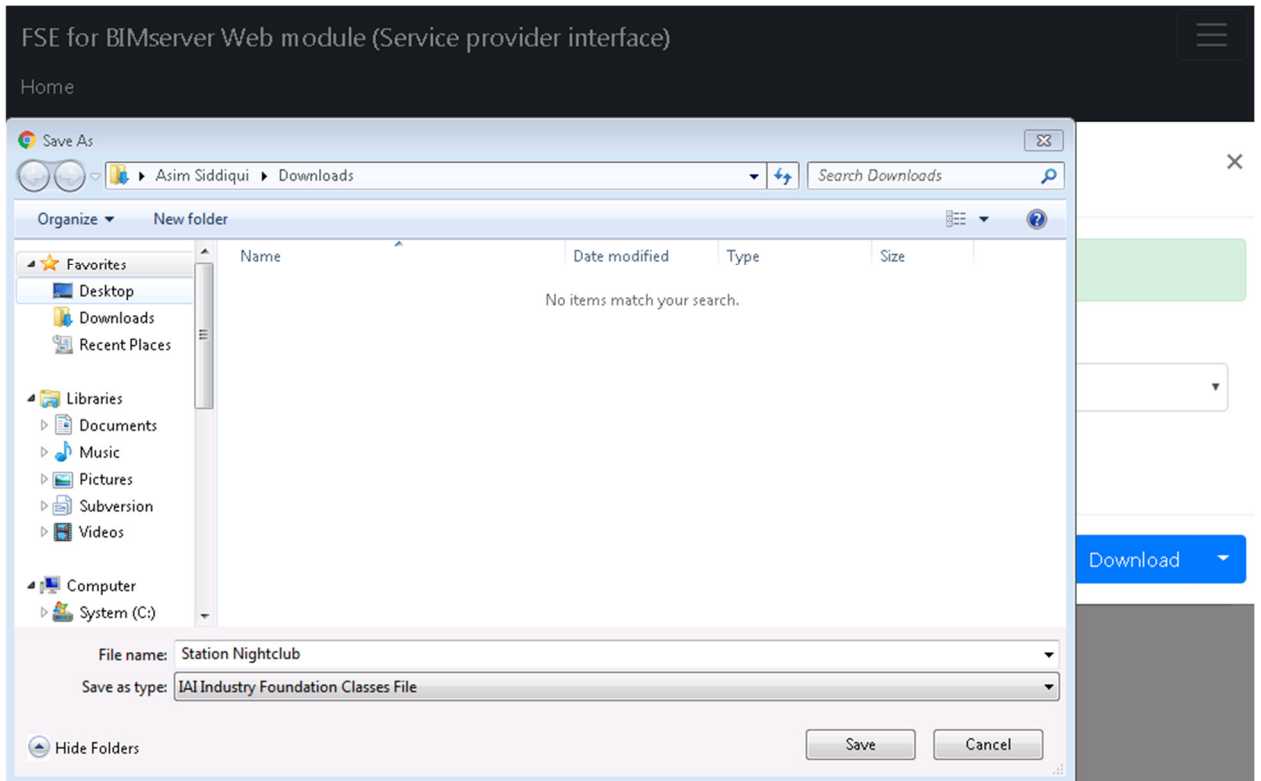 FSE for BIMserver Web module (Service provider interface)
Home
Save As
Asim Siddiqui Downloads
Search Downloads
Organize New folder
Name Date modified Type Size
No items match your search.
Favorites
Desktop
Downloads
Recent Places
Libraries
Documents
Music
Pictures
Subversion
Videos
Computer
System (C:)
Download
File name: Station Nightclub
Save as type: IAI Industry Foundation Classes File
Hide Folders
Save Cancel